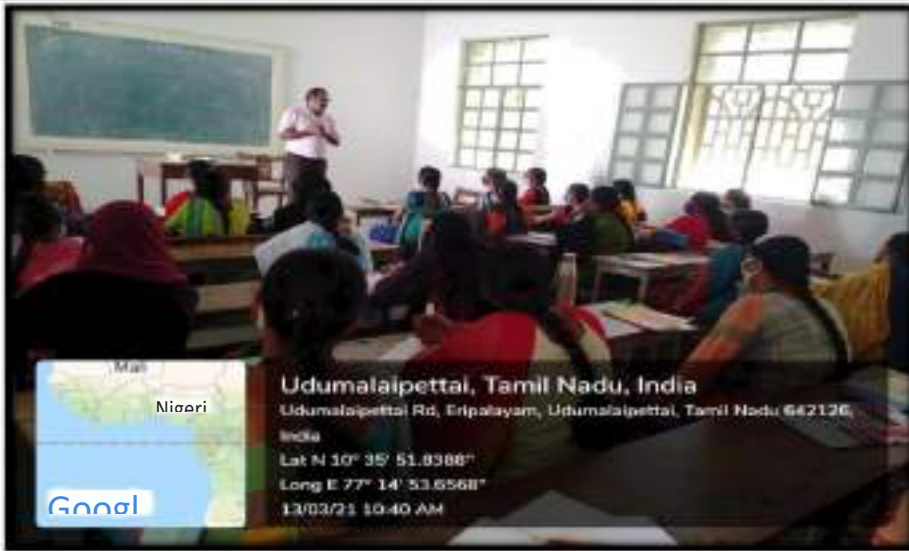 Mali
Nigeri
Googl
Udumalaipettai, Tamil Nadu, India
Udumalaipettai Rd, Eripalayam, Udumalaipettai, Tamil Nadu 642126,
India
Lat N 10° 35' 51.8388"
Long E 77° 14' 53.6568"
13/03/21 10:40 AM